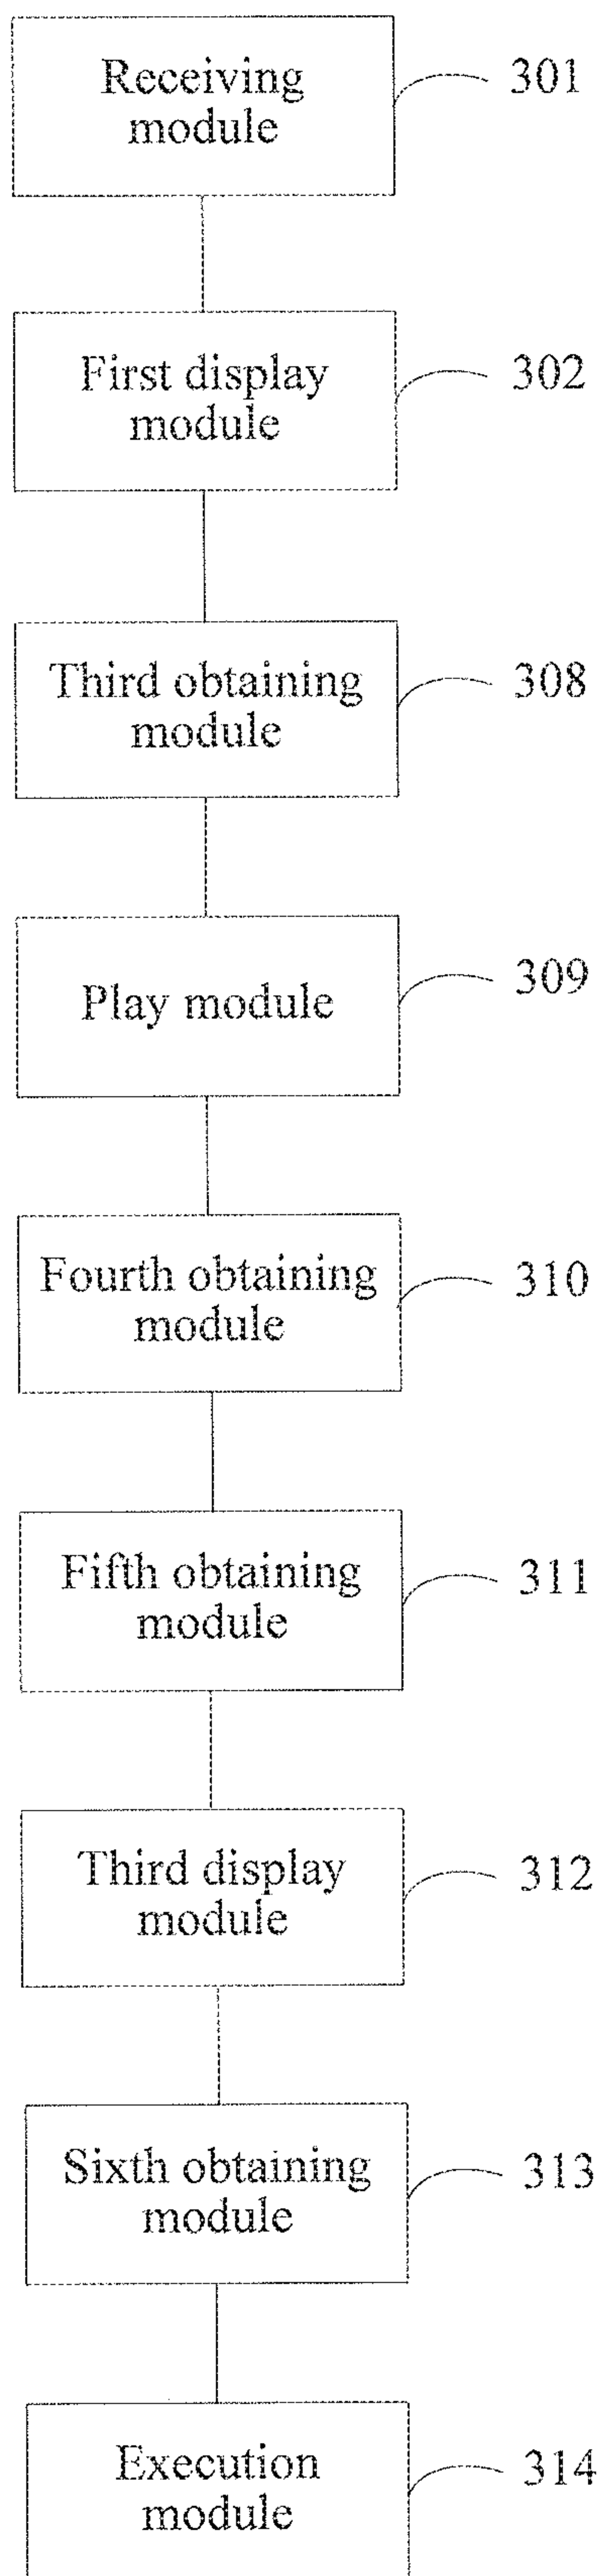 Receiving
module
301
First display
module
302
Third obtaining
module
308
Play module
309
Fourth obtaining
module
310
Fifth obtaining
module
311
Third display
module
312
Sixth obtaining
module
313
Execution
module
314